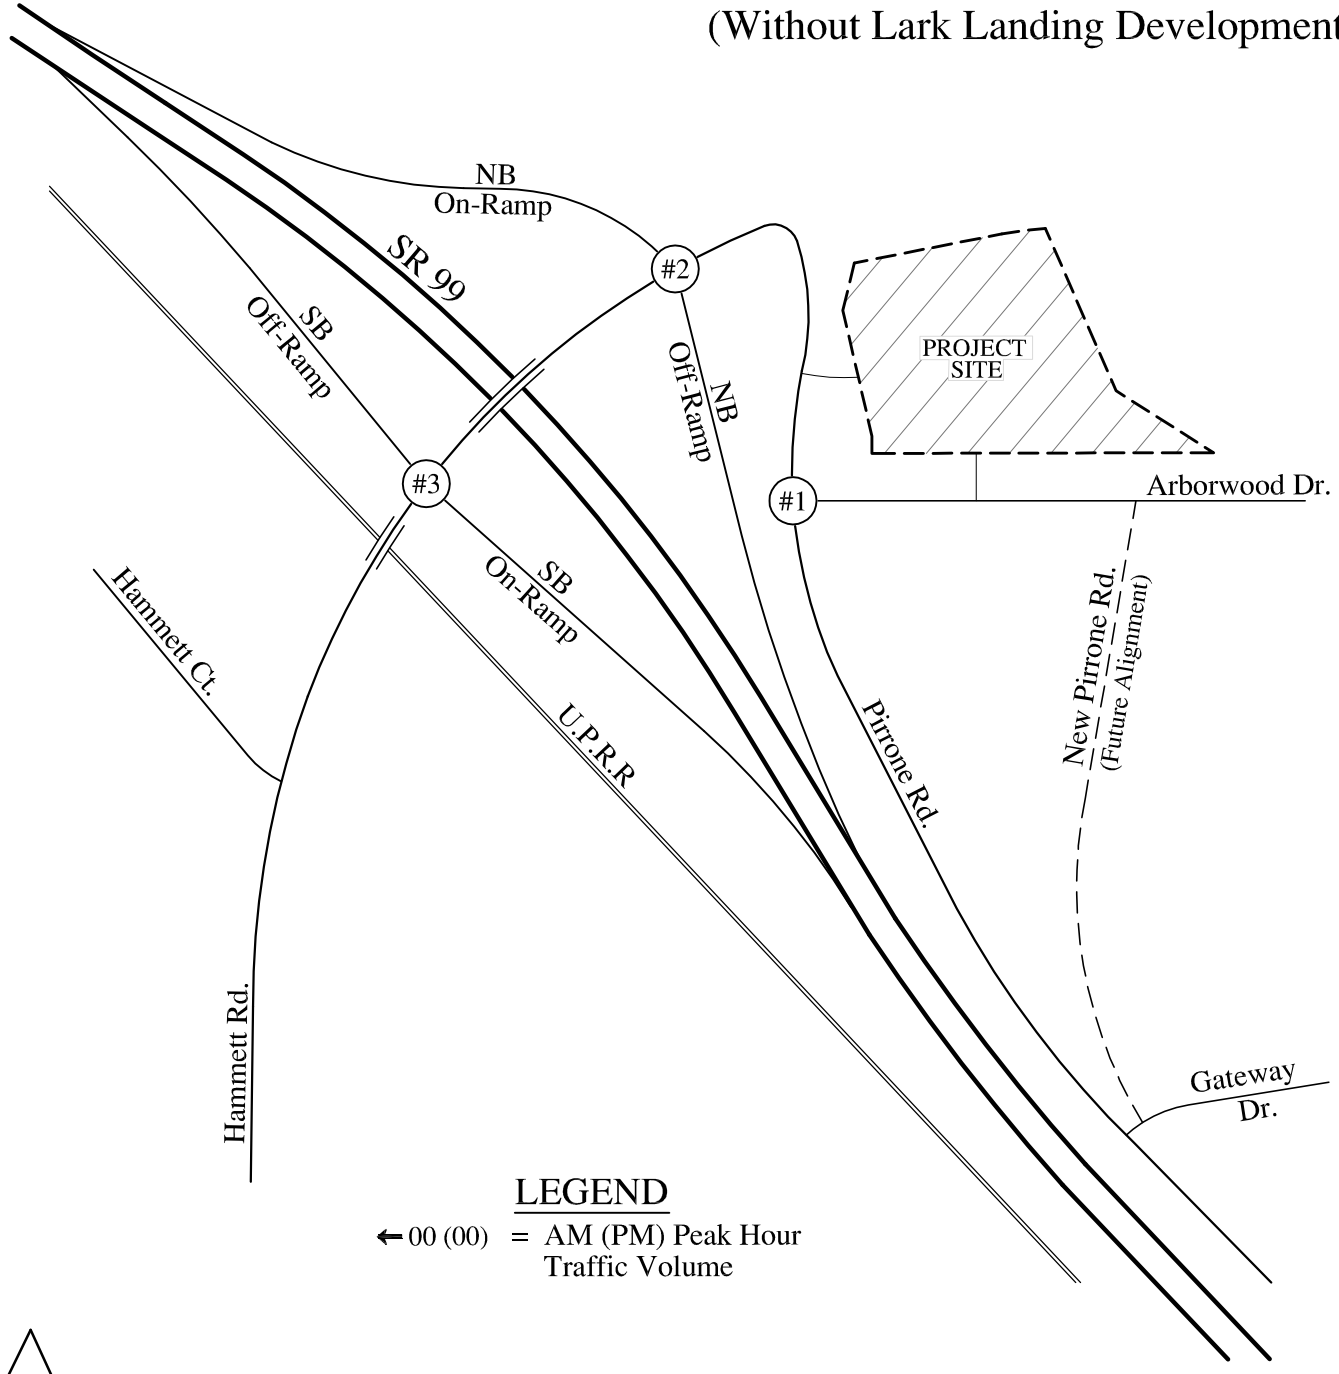 (Without Lark Landing Development
NB
On-Ramp
SR 99
#2
SB
Off-Ramp
PROJECT
SITE
NB
Off-Ramp
#3
#1
Arborwood Dr.
SB
On-Ramp
Hammett Ct.
New Pirrone Rd.
(Future Alignment)
U.P.R.R
Pirrone Rd.
Hammett Rd.
Gateway
Dr.
LEGEND
00 (00) = AM (PM) Peak Hour
Traffic Volume